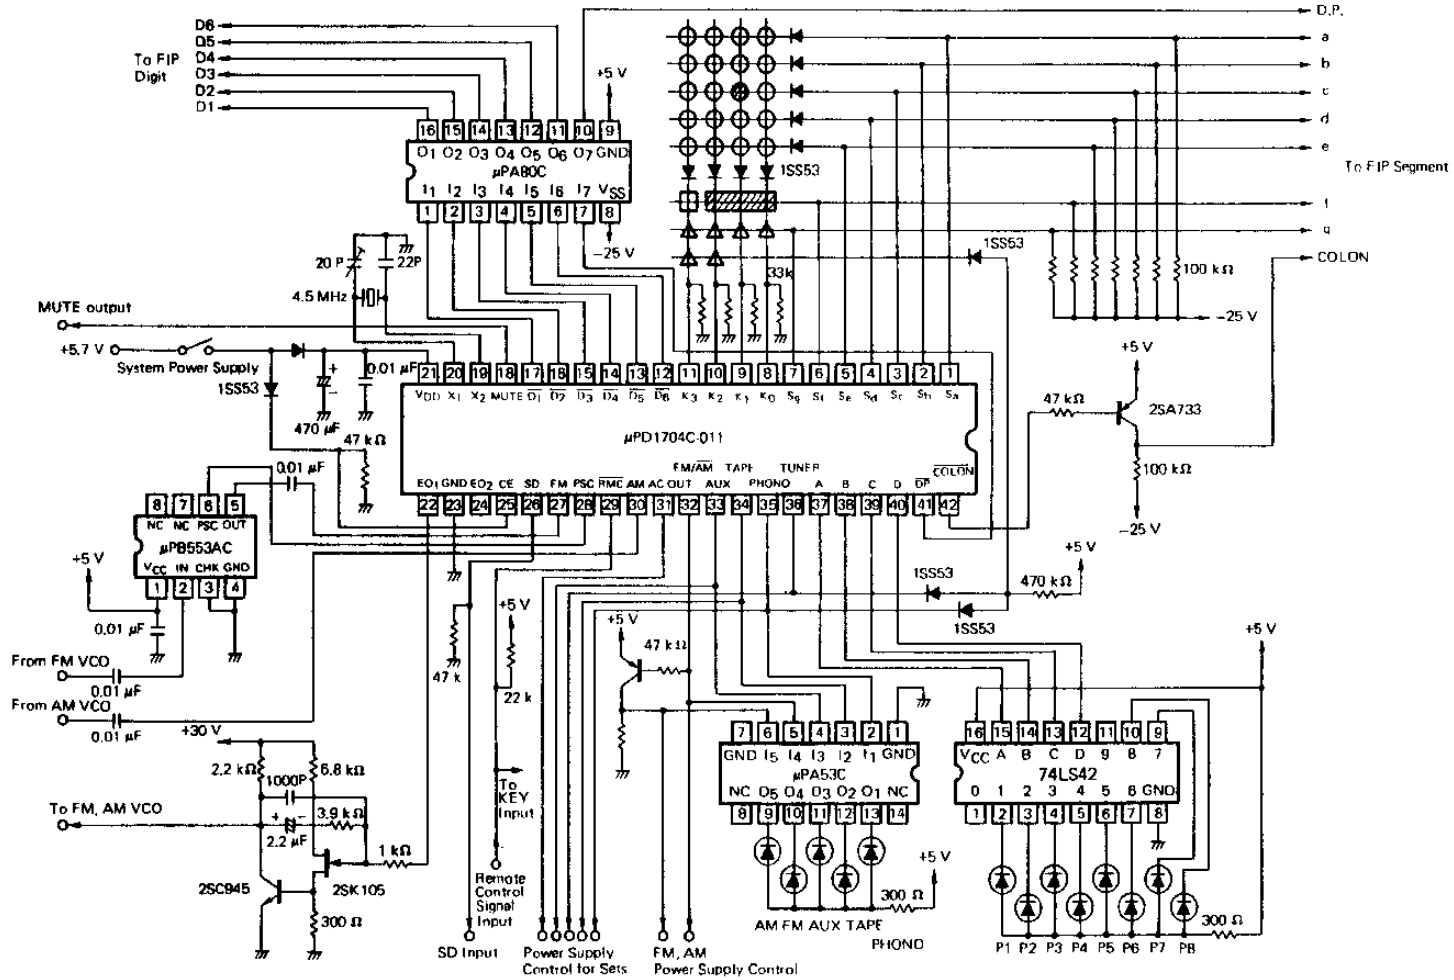 D6
D5
D4
D3
D2
D1
To FIP
Digit
+5 V
16 15 14 13 12 11 10 9
O1 O2 O3 O4 O5 O6 O7 GND
μPA80C
I1 I2 I3 I4 I5 I6 I7 VSS
1 2 3 4 5 6 7 8
-25 V
D.P.
a
b
c
d
e
f
g
COLON
To FIP Segment
1SS53
1SS53
33k
100 kΩ
-25 V
20 P
22P
4.5 MHz
MUTE output
+5.7 V
System Power Supply
1SS53
0.01 μF
470 μF
47 kΩ
21 20 19 18 17 16 15 14 13 12 11 10 9 8 7 6 5 4 3 2 1
VDD X1 X2 MUTE D1 D2 D3 D4 D5 D6 K3 K2 K1 K0 Sg Sf Se Sd Sc Sb Sa
μPD1704C-011
FM/AM TAPE TUNER COLON
EO1 GND EO2 CE SD FM PSC RMC AM AC OUT AUX PHONO A B C D DP
22 23 24 25 26 27 28 29 30 31 32 33 34 35 36 37 38 39 40 41 42
+5 V
47 kΩ
2SA733
100 kΩ
-25 V
0.01 μF
8 7 6 5
NC NC PSC OUT
μPB553AC
VCC IN CHK GND
1 2 3 4
+5 V
0.01 μF
From FM VCO
0.01 μF
From AM VCO
0.01 μF
+30 V
2.2 kΩ
6.8 kΩ
1000P
3.9 kΩ
2.2 μF
To FM, AM VCO
1 kΩ
2SC945
2SK105
300 Ω
47 k
+5 V
22 k
To
KEY
Input
Remote
Control
Signal
Input
SD Input
Power Supply
Control for Sets
FM, AM
Power Supply Control
+5 V
47 kΩ
1SS53
1SS53
470 kΩ
+5 V
7 6 5 4 3 2 1
GND I5 I4 I3 I2 I1 GND
μPA53C
NC O5 O4 O3 O2 O1 NC
8 9 10 11 12 13 14
+5 V
300 Ω
AM FM AUX TAPE
PHONO
+5 V
16 15 14 13 12 11 10 9
VCC A B C D 9 8 7
74LS42
0 1 2 3 4 5 6 GND
1 2 3 4 5 6 7 8
P1 P2 P3 P4 P5 P6 P7 P8
300 Ω